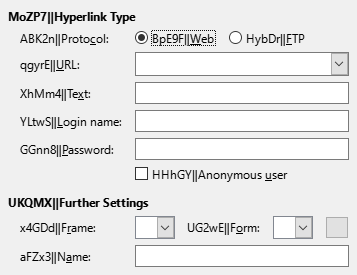 MoZP7||Hyperlink Type
ABK2n||Protocol: BpE9F||Web HybDr||FTP
qgyrE||URL:
XhMm4||Text:
YLtwS||Login name:
GGnn8||Password:
HHhGY||Anonymous user
UKQMX||Further Settings
x4GDd||Frame: UG2wE||Form:
aFZx3||Name: